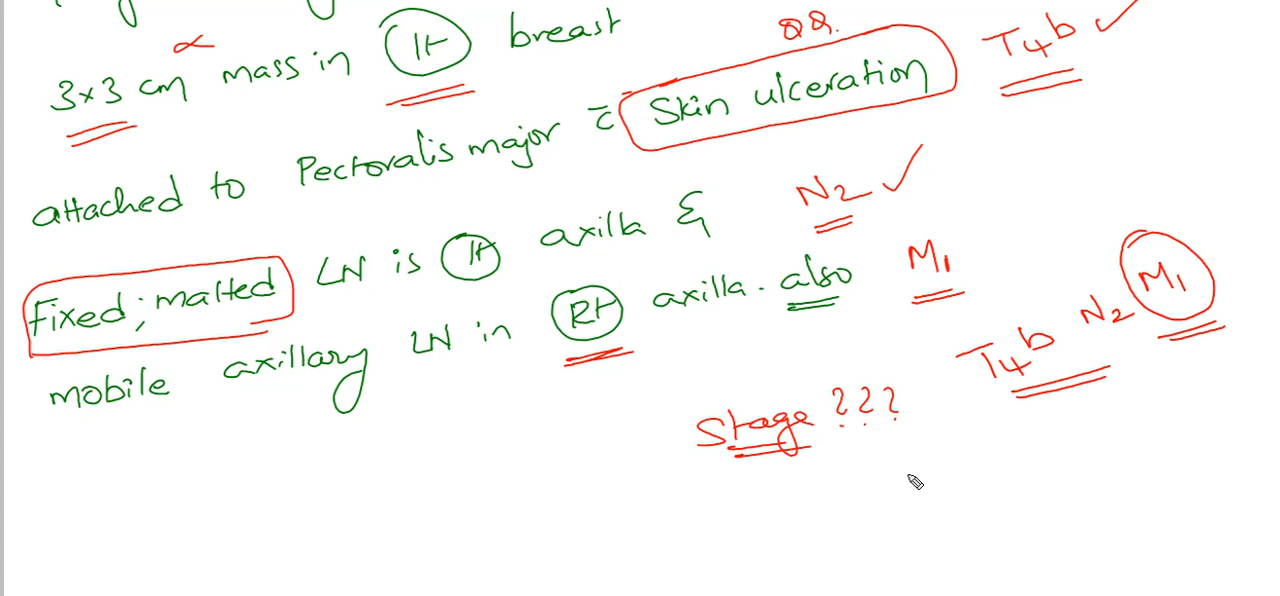 3×3 cm mass in lt breast
attached to Pectoralis major c̄ Skin ulceration
T4b ✓
Fixed; matted LN is lt axilla &
N2 ✓
mobile axillary LN in Rt axilla. also
M1
T4b N2 M1
Stage ???